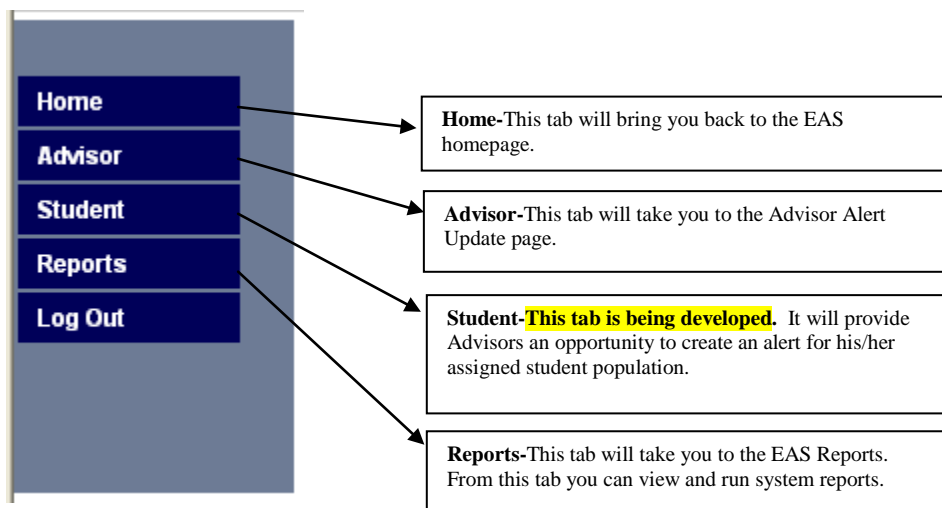 Home
Advisor
Student
Reports
Log Out
Home-This tab will bring you back to the EAS
homepage.
Advisor-This tab will take you to the Advisor Alert
Update page.
Student-This tab is being developed.  It will provide
Advisors an opportunity to create an alert for his/her
assigned student population.
Reports-This tab will take you to the EAS Reports.
From this tab you can view and run system reports.